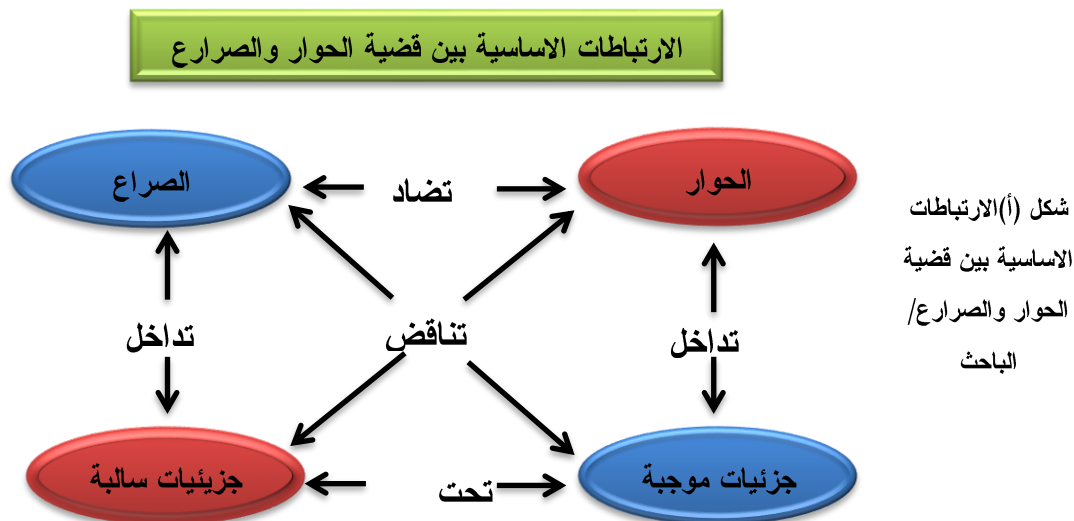 الارتباطات الاساسية بين قضية الحوار والصرارع
الحوار
تضاد
الصراع
شكل (أ)الارتباطات
الاساسية بين قضية
الحوار والصرارع/
الباحث
تداخل
تناقض
تداخل
جزئيات موجبة
تحت
جزيئيات سالبة